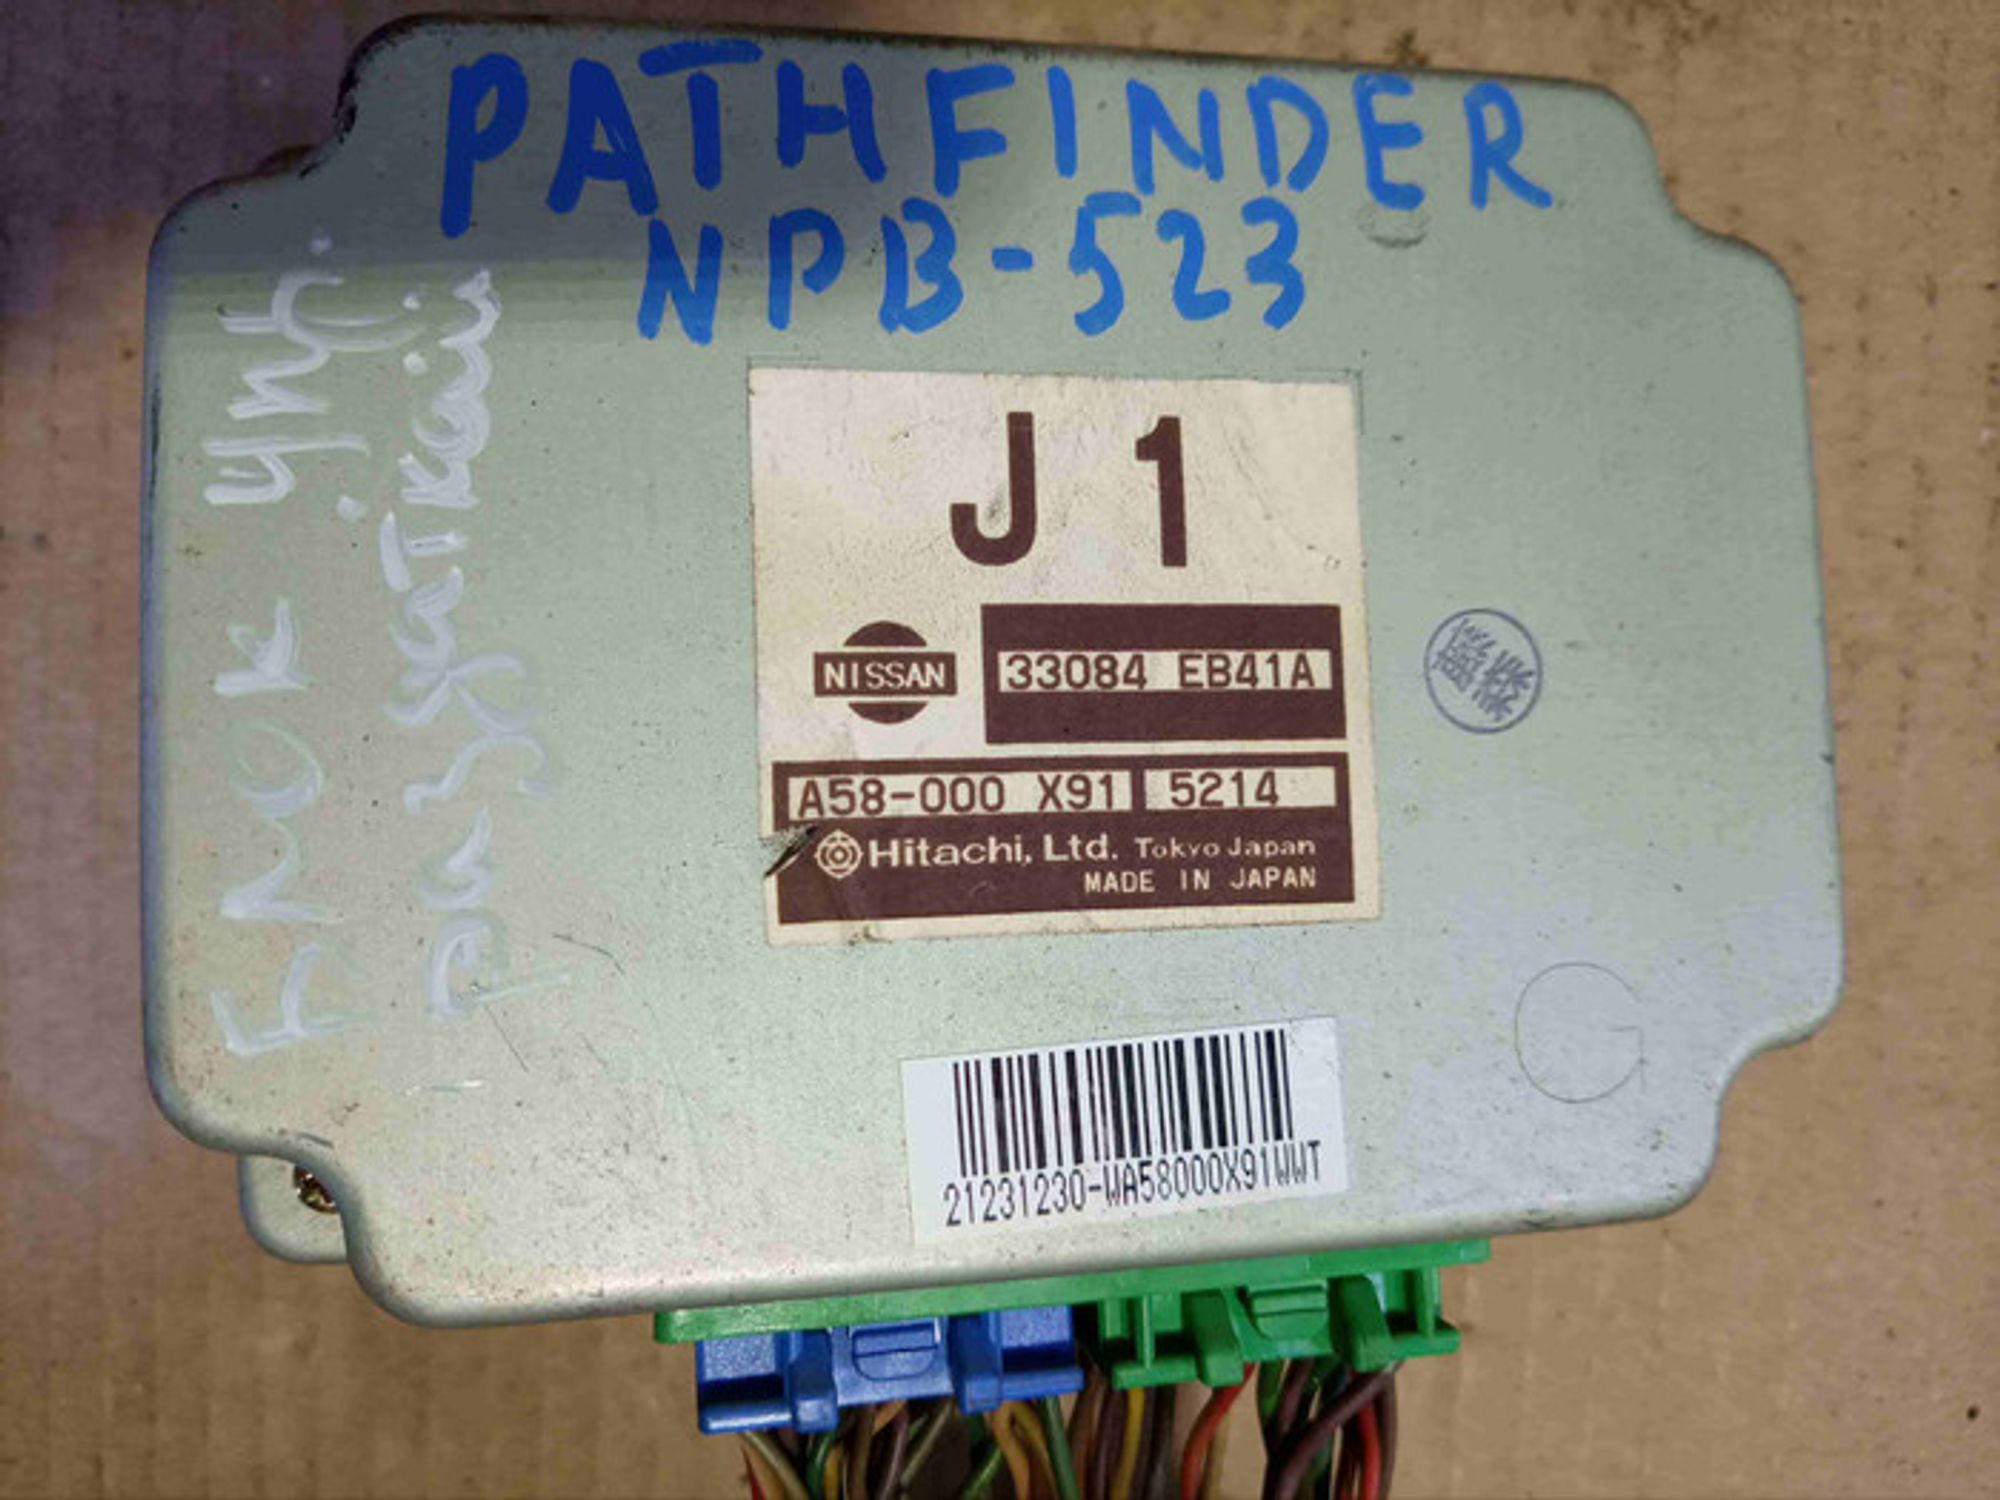 PATHFINDER
NPB-523
БЛОК УПР.
раздаткой
J 1
NISSAN
33084 EB41A
A58-000 X91 5214
Hitachi, Ltd. Tokyo Japan
MADE IN JAPAN
21231230-WA58000X91WWT